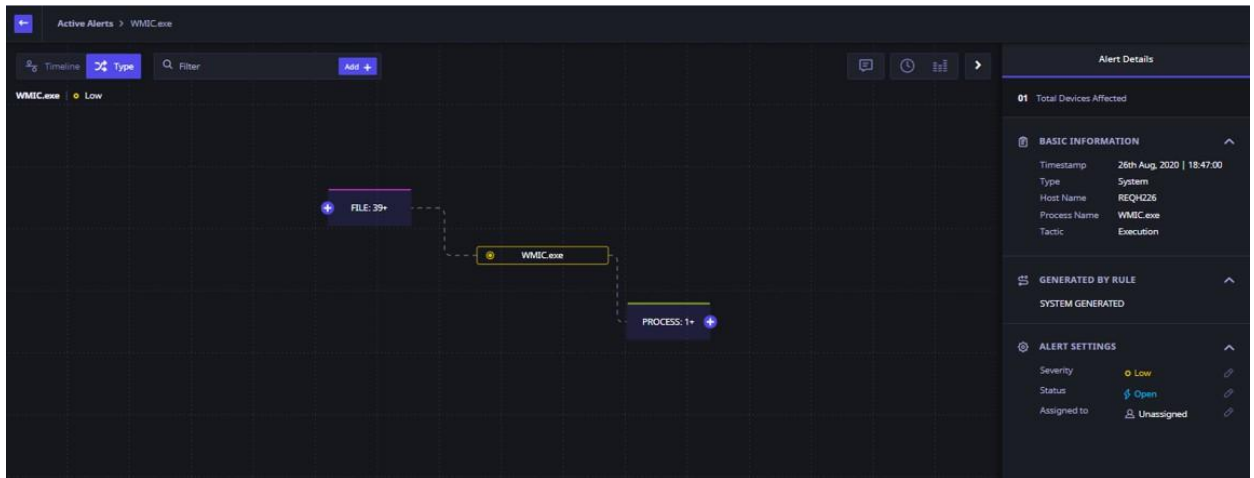 Active Alerts > WMIC.exe
Timeline Type Filter Add +
Alert Details
WMIC.exe Low
01 Total Devices Affected
FILE: 39+
WMIC.exe
PROCESS: 1+
BASIC INFORMATION
Timestamp 26th Aug, 2020 | 18:47:00
Type System
Host Name REQH226
Process Name WMIC.exe
Tactic Execution
GENERATED BY RULE
SYSTEM GENERATED
ALERT SETTINGS
Severity Low
Status Open
Assigned to Unassigned